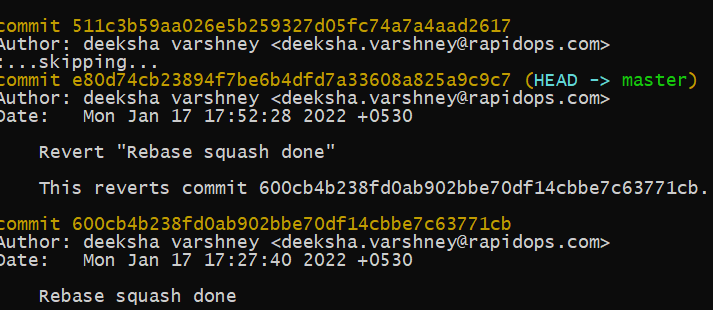 commit 511c3b59aa026e5b259327d05fc74a7a4aad2617
Author: deeksha varshney <deeksha.varshney@rapidops.com>
:...skipping...
commit e80d74cb23894f7be6b4dfd7a33608a825a9c9c7 (HEAD -> master)
Author: deeksha varshney <deeksha.varshney@rapidops.com>
Date:   Mon Jan 17 17:52:28 2022 +0530
    Revert "Rebase squash done"
    This reverts commit 600cb4b238fd0ab902bbe70df14cbbe7c63771cb.
commit 600cb4b238fd0ab902bbe70df14cbbe7c63771cb
Author: deeksha varshney <deeksha.varshney@rapidops.com>
Date:   Mon Jan 17 17:27:40 2022 +0530
    Rebase squash done